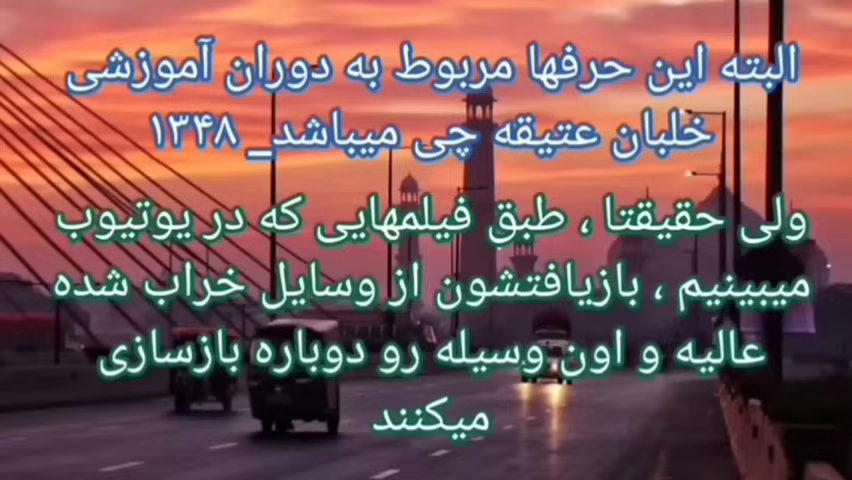 البته این حرفها مربوط به دوران آموزشی
خلبان عتیقه چی میباشد_ ۱۳۴۸
ولی حقیقتا ، طبق فیلمهایی که در یوتیوب
میبینیم ، بازیافتشون از وسایل خراب شده
عالیه و اون وسیله رو دوباره بازسازی
میکنند